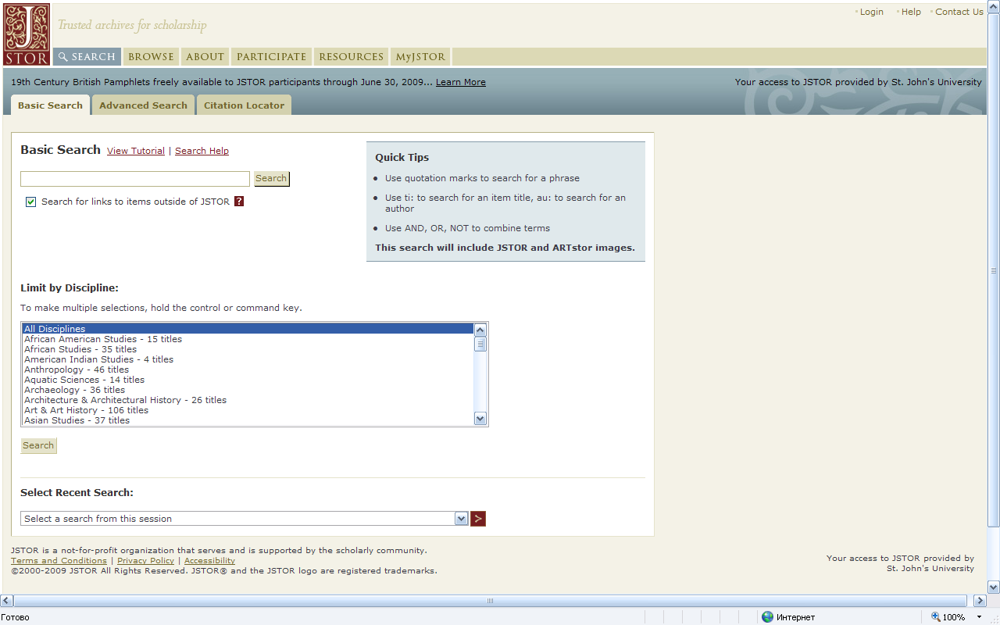 Login Help Contact Us
J
STOR
Trusted archives for scholarship
SEARCH BROWSE ABOUT PARTICIPATE RESOURCES MyJSTOR
19th Century British Pamphlets freely available to JSTOR participants through June 30, 2009... Learn More
Your access to JSTOR provided by St. John's University
Basic Search Advanced Search Citation Locator
Basic Search View Tutorial | Search Help
Search
Search for links to items outside of JSTOR ?
Quick Tips
• Use quotation marks to search for a phrase
• Use ti: to search for an item title, au: to search for an
author
• Use AND, OR, NOT to combine terms
This search will include JSTOR and ARTstor images.
Limit by Discipline:
To make multiple selections, hold the control or command key.
All Disciplines
African American Studies - 15 titles
African Studies - 35 titles
American Indian Studies - 4 titles
Anthropology - 46 titles
Aquatic Sciences - 14 titles
Archaeology - 36 titles
Architecture & Architectural History - 26 titles
Art & Art History - 106 titles
Asian Studies - 37 titles
Search
Select Recent Search:
Select a search from this session >
JSTOR is a not-for-profit organization that serves and is supported by the scholarly community.
Terms and Conditions | Privacy Policy | Accessibility
©2000-2009 JSTOR All Rights Reserved. JSTOR® and the JSTOR logo are registered trademarks.
Your access to JSTOR provided by
St. John's University
Готово Интернет 100%